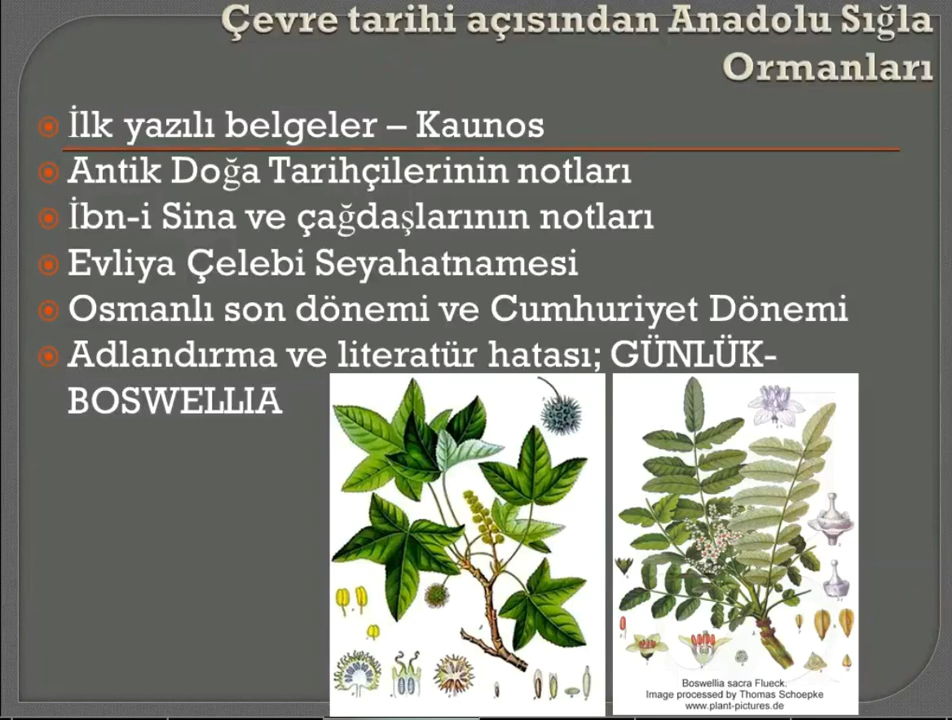 Çevre tarihi açısından Anadolu Sığla
Ormanları
İlk yazılı belgeler – Kaunos
Antik Doğa Tarihçilerinin notları
İbn-i Sina ve çağdaşlarının notları
Evliya Çelebi Seyahatnamesi
Osmanlı son dönemi ve Cumhuriyet Dönemi
Adlandırma ve literatür hatası; GÜNLÜK-
BOSWELLIA
Boswellia sacra Flueck.
Image processed by Thomas Schoepke
www.plant-pictures.de